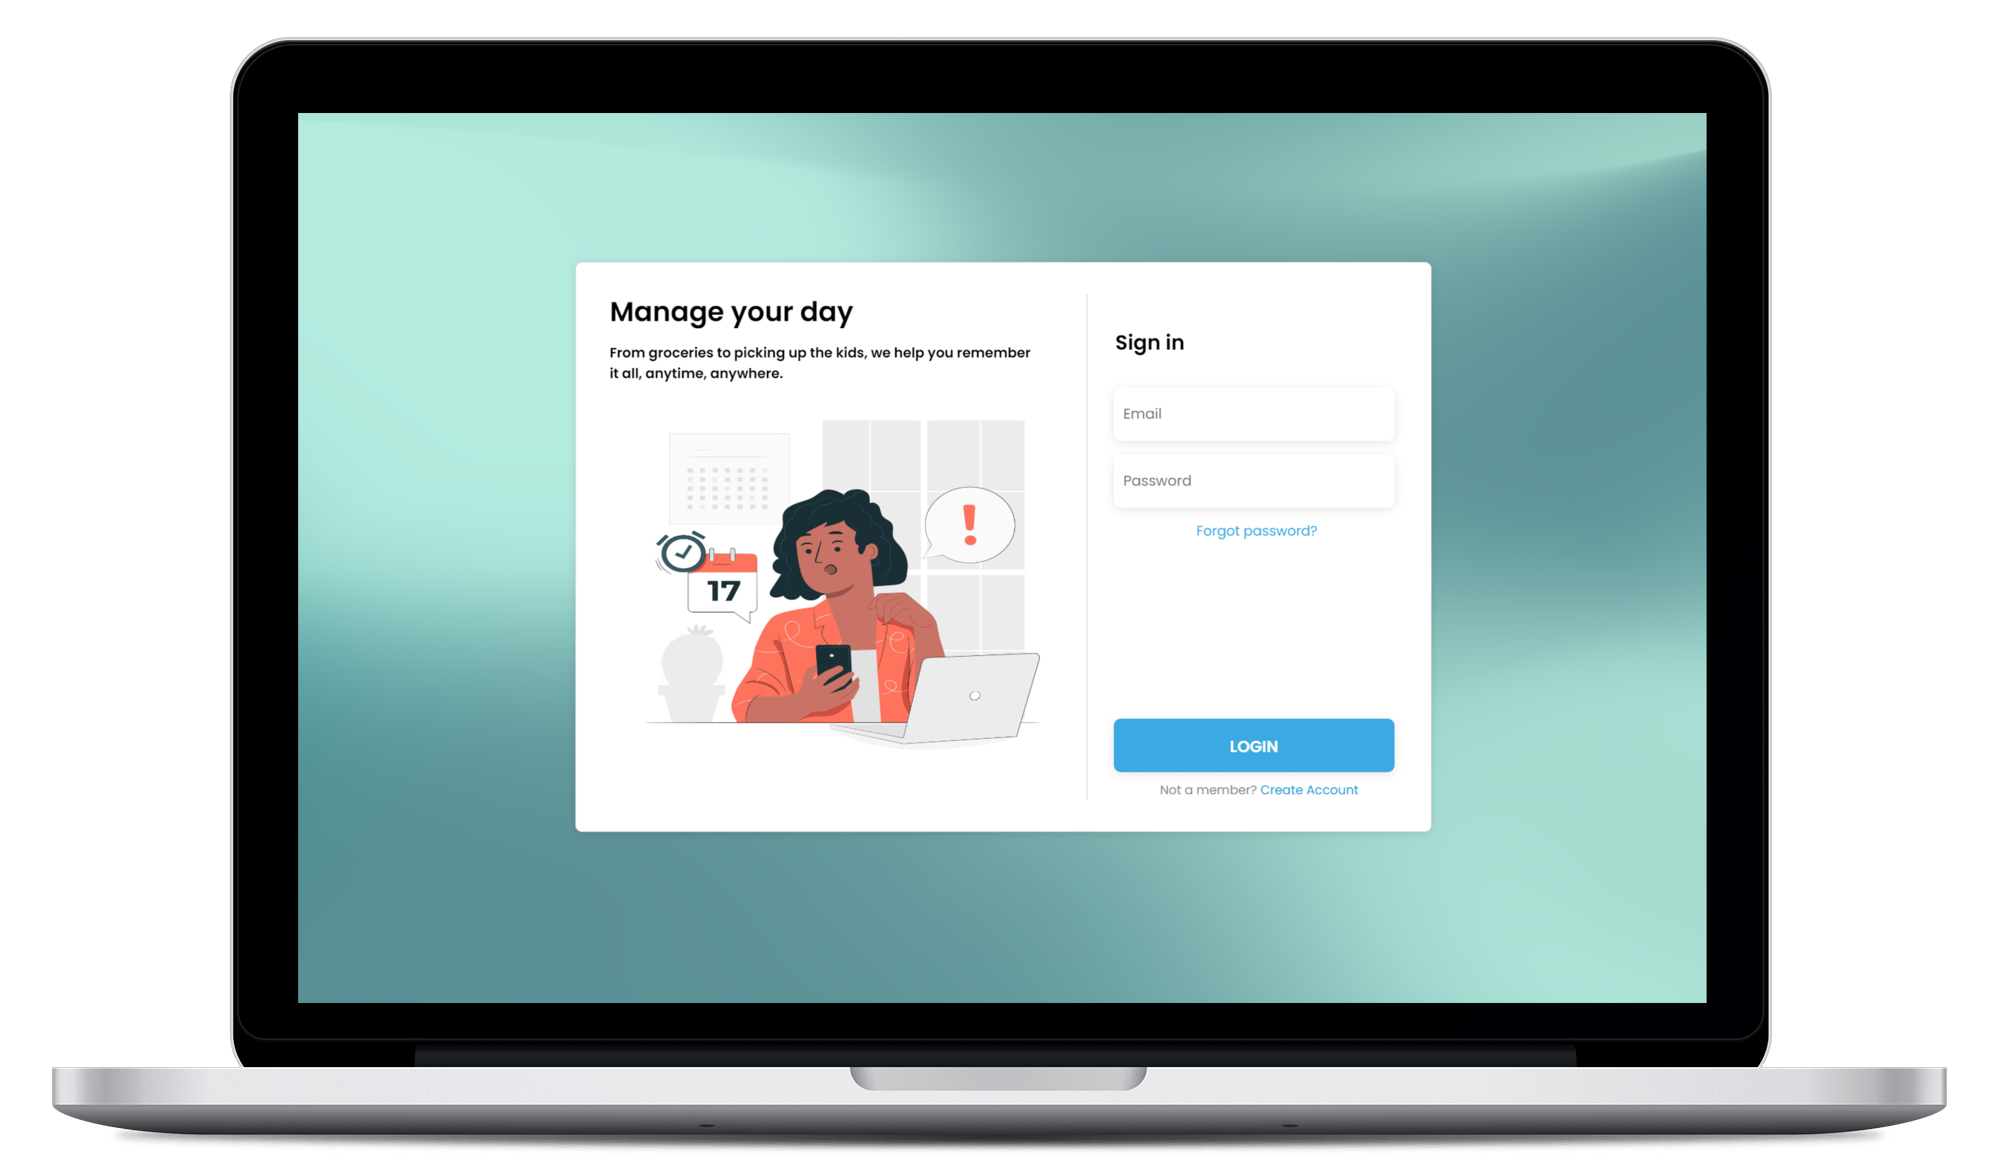 Manage your day
From groceries to picking up the kids, we help you remember
it all, anytime, anywhere.
17
Sign in
Email
Password
Forgot password?
LOGIN
Not a member? Create Account